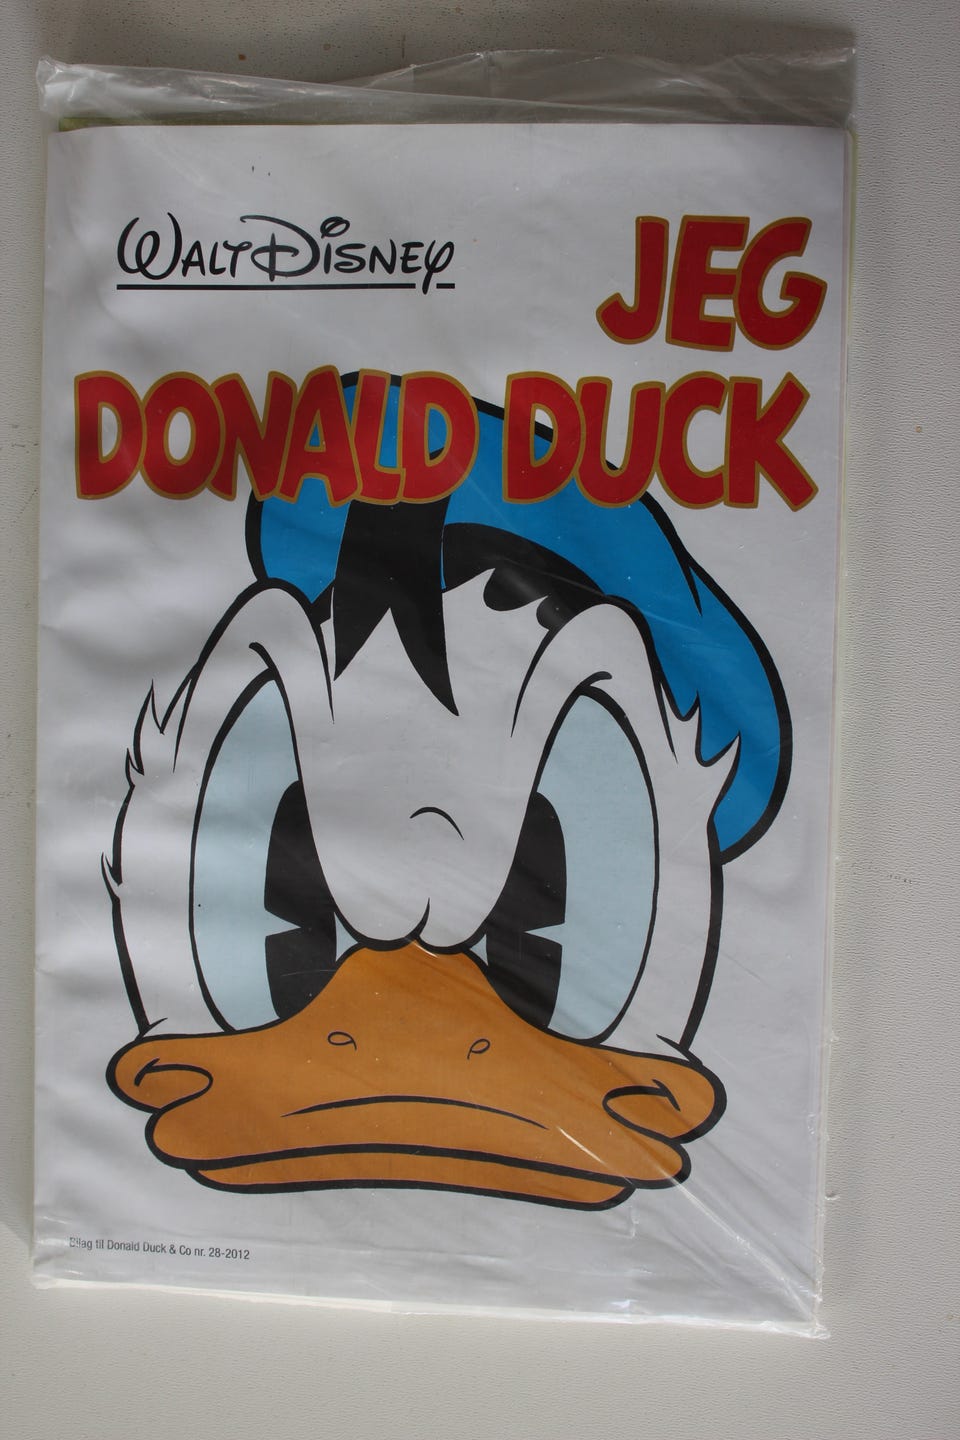 WALT DISNEY
JEG
DONALD DUCK
Bilag til Donald Duck & Co nr. 28-2012